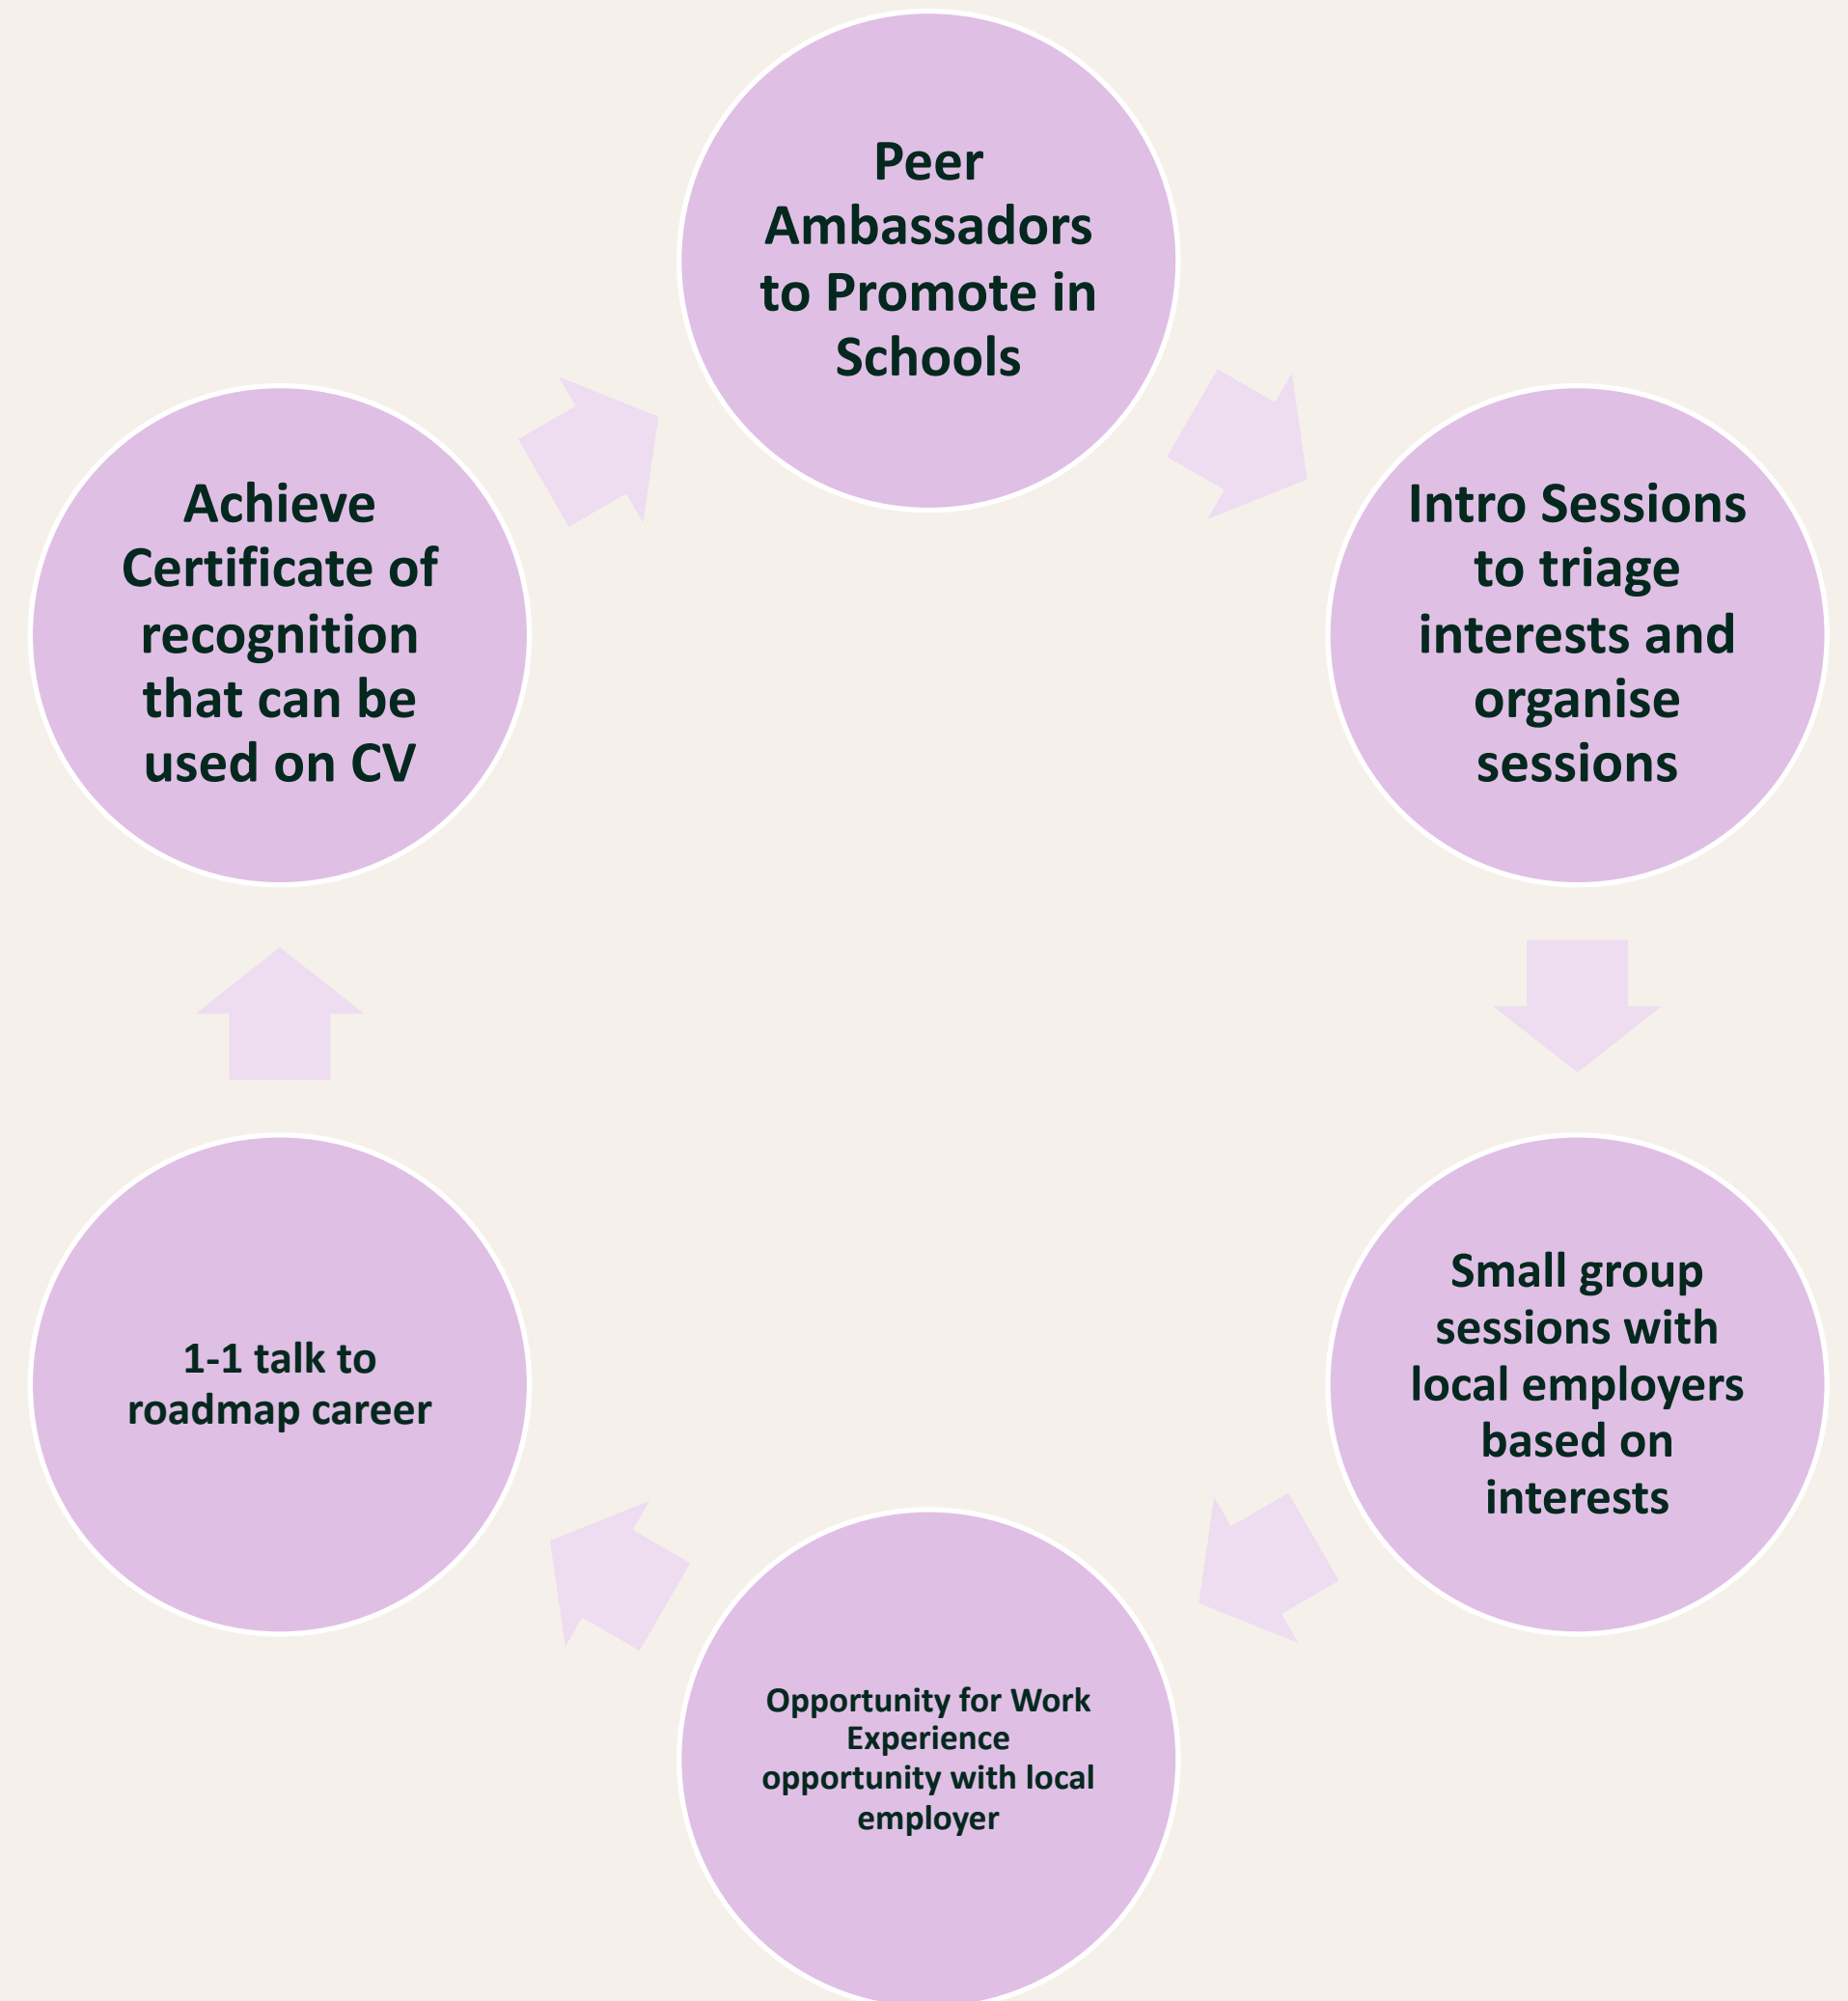 Peer
Ambassadors
to Promote in
Schools
Intro Sessions
to triage
interests and
organise
sessions
Small group
sessions with
local employers
based on
interests
Opportunity for Work
Experience
opportunity with local
employer
1-1 talk to
roadmap career
Achieve
Certificate of
recognition
that can be
used on CV